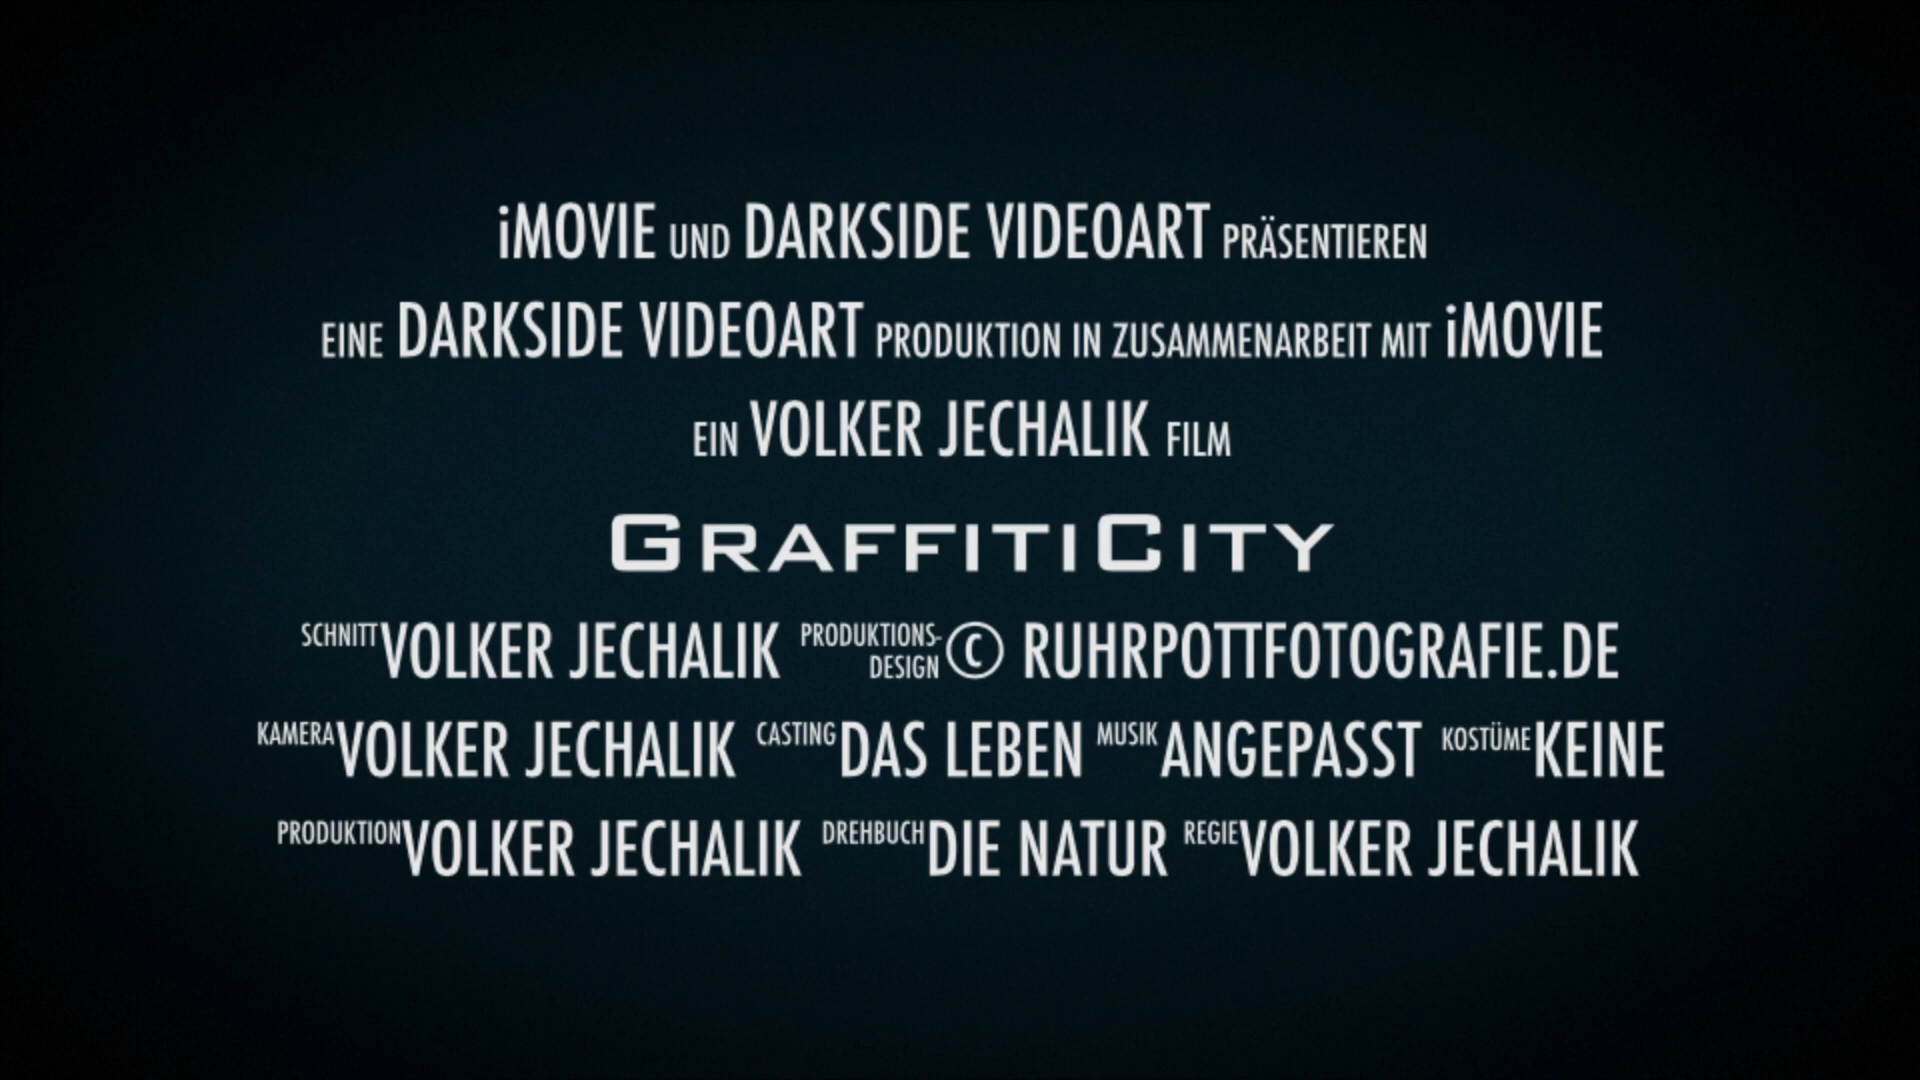 iMOVIE UND DARKSIDE VIDEOART PRÄSENTIEREN
EINE DARKSIDE VIDEOART PRODUKTION IN ZUSAMMENARBEIT MIT iMOVIE
EIN VOLKER JECHALIK FILM
GRAFFITICITY
SCHNITT VOLKER JECHALIK PRODUKTIONS-DESIGN © RUHRPOTTFOTOGRAFIE.DE
KAMERA VOLKER JECHALIK CASTING DAS LEBEN MUSIK ANGEPASST KOSTÜME KEINE
PRODUKTION VOLKER JECHALIK DREHBUCH DIE NATUR REGIE VOLKER JECHALIK